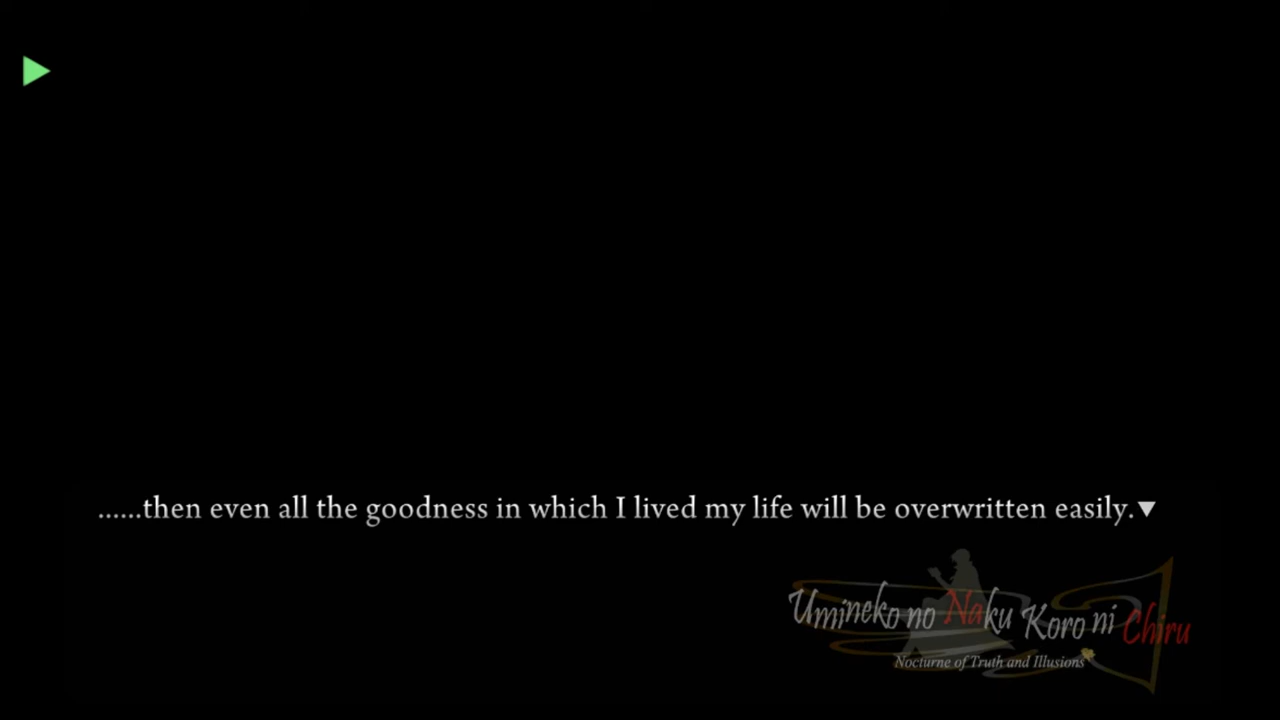 ......then even all the goodness in which I lived my life will be overwritten easily.
Umineko no Naku Koro ni Chiru
Nocturne of Truth and Illusions